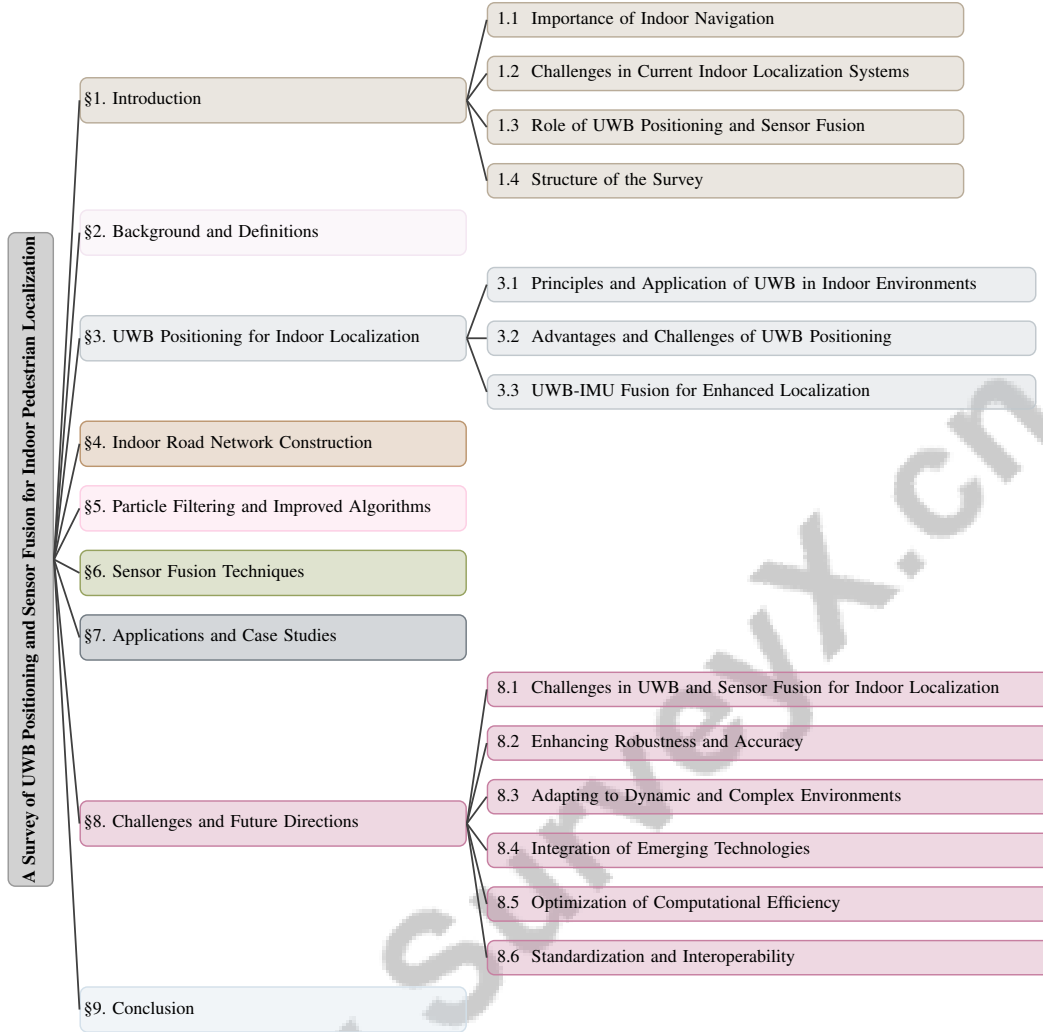 A Survey of UWB Positioning and Sensor Fusion for Indoor Pedestrian Localization
§1. Introduction
1.1 Importance of Indoor Navigation
1.2 Challenges in Current Indoor Localization Systems
1.3 Role of UWB Positioning and Sensor Fusion
1.4 Structure of the Survey
§2. Background and Definitions
§3. UWB Positioning for Indoor Localization
3.1 Principles and Application of UWB in Indoor Environments
3.2 Advantages and Challenges of UWB Positioning
3.3 UWB-IMU Fusion for Enhanced Localization
§4. Indoor Road Network Construction
§5. Particle Filtering and Improved Algorithms
§6. Sensor Fusion Techniques
§7. Applications and Case Studies
§8. Challenges and Future Directions
8.1 Challenges in UWB and Sensor Fusion for Indoor Localization
8.2 Enhancing Robustness and Accuracy
8.3 Adapting to Dynamic and Complex Environments
8.4 Integration of Emerging Technologies
8.5 Optimization of Computational Efficiency
8.6 Standardization and Interoperability
§9. Conclusion
SurveyX.cn